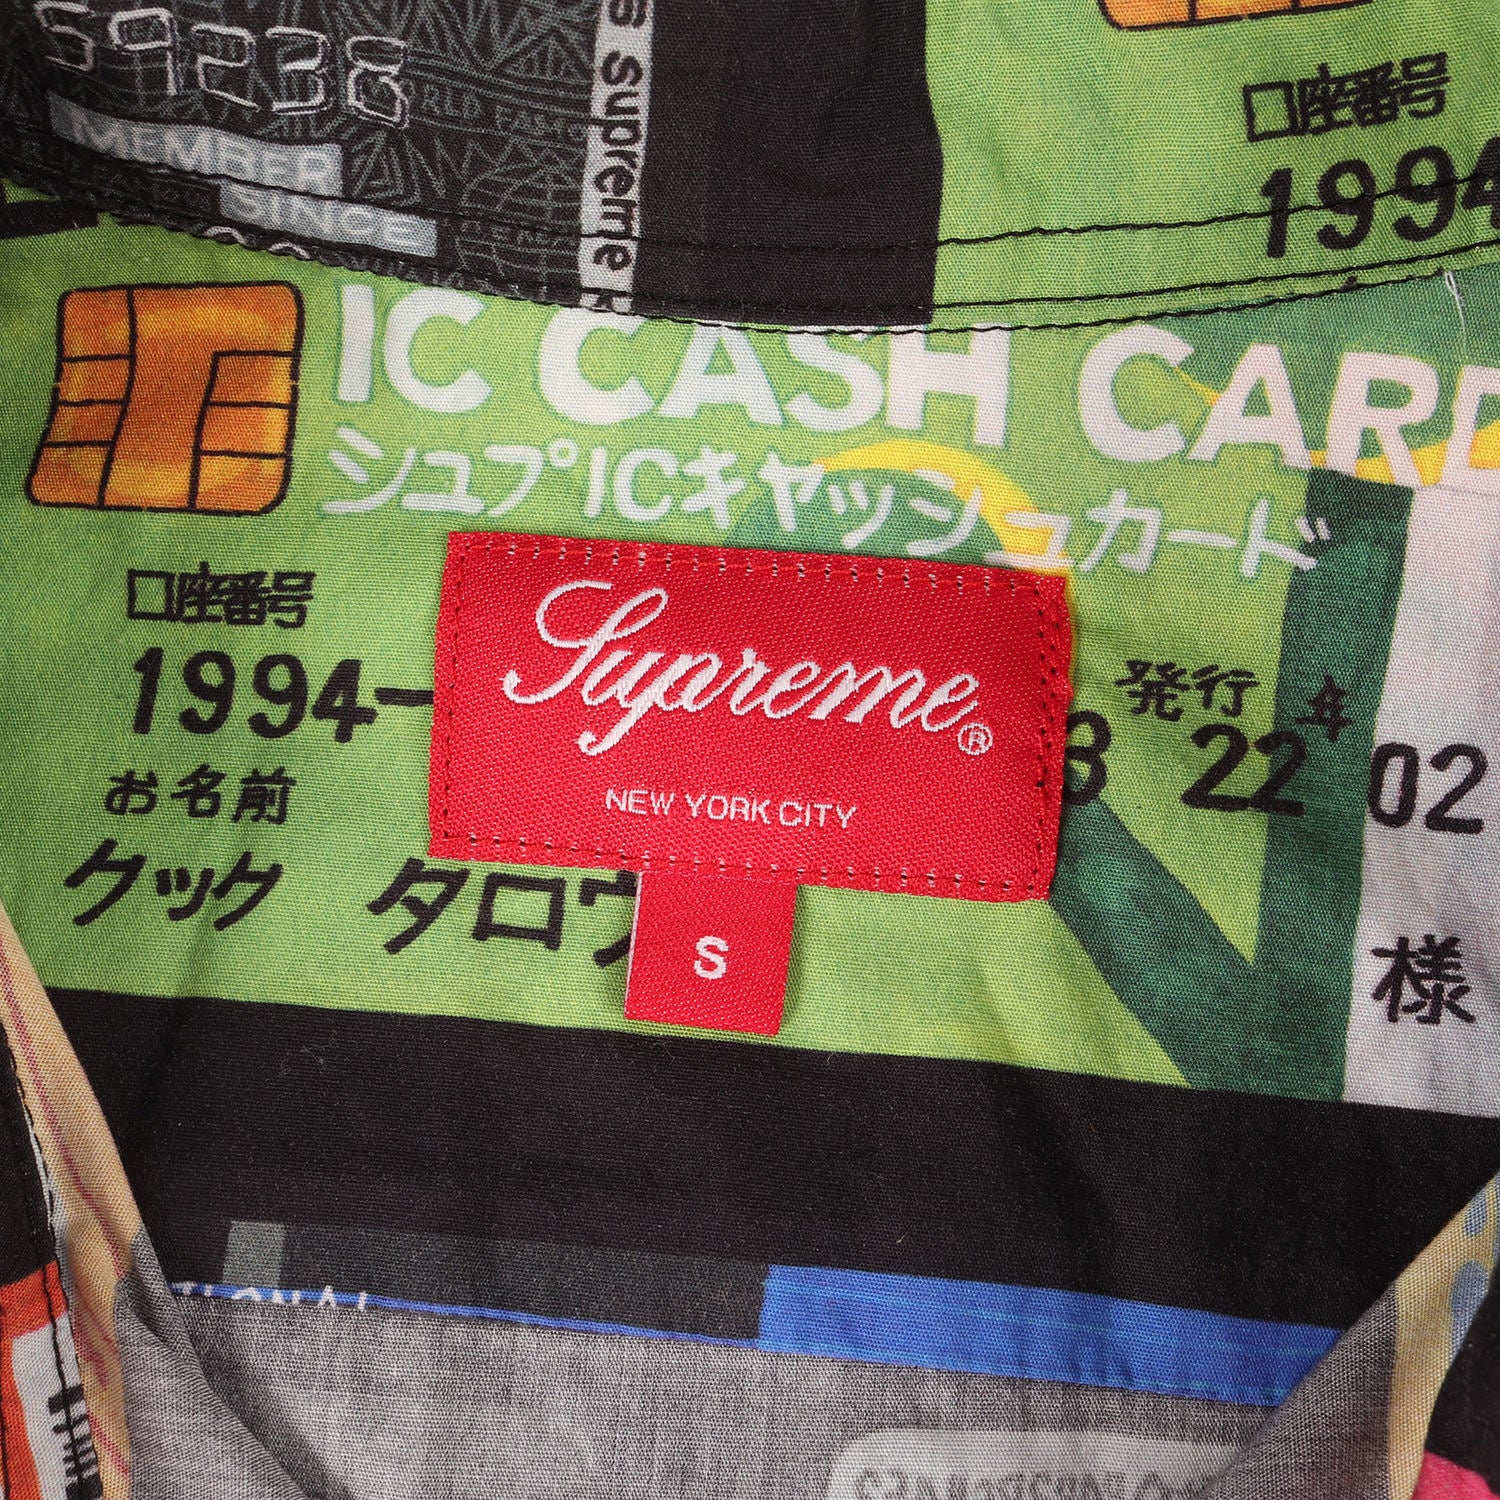 59238
MEMBER
SINCE
Supreme
口座番号
1994
IC CASH CARD
シュプICキャッシュカード
口座番号
1994-
3
発行
22
年
02
お名前
クック タロウ
様
Supreme®
NEW YORK CITY
S